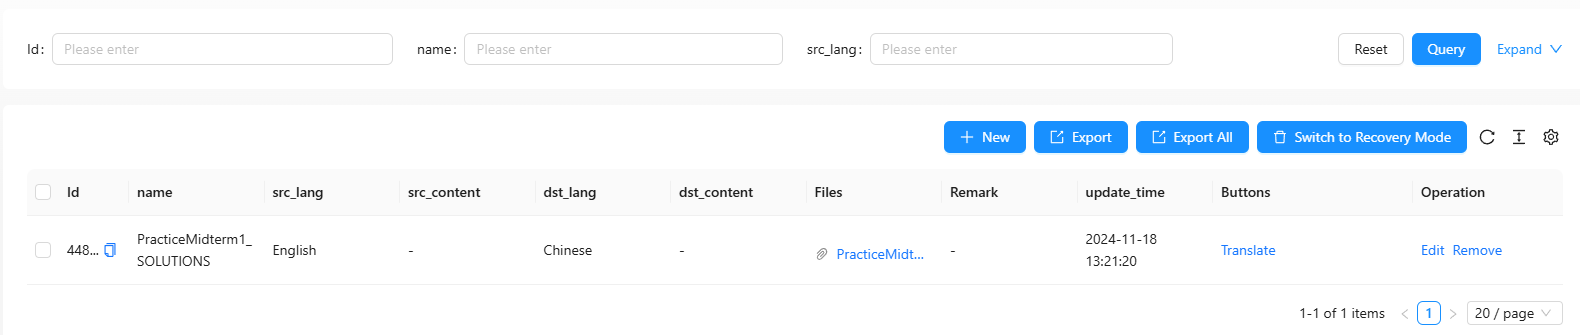 Id: Please enter name: Please enter src_lang: Please enter Reset Query Expand
New Export Export All Switch to Recovery Mode
Id name src_lang src_content dst_lang dst_content Files Remark update_time Buttons Operation
448... PracticeMidterm1_ English - Chinese - PracticeMidt... - 2024-11-18 Translate Edit Remove
SOLUTIONS 13:21:20
1-1 of 1 items < 1 > 20 / page